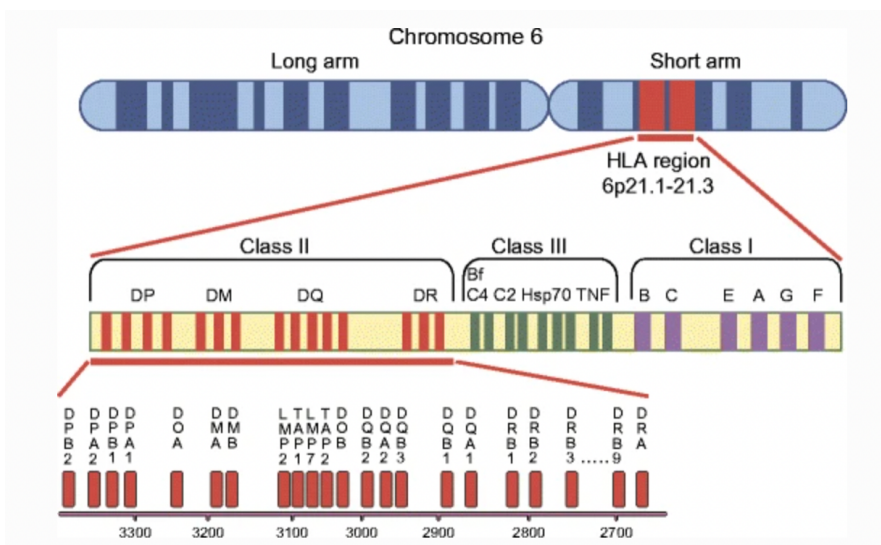 Chromosome 6
Long arm
Short arm
HLA region
6p21.1-21.3
Class II
Class III
Class I
DP DM DQ DR
Bf
C4 C2 Hsp70 TNF
B C E A G F
DPB2 DPA2 DPB1 DPA1 DOA DMA DMB LMP2 TAP1 LMP7 TAP2 DOB DQB2 DQA2 DQB3 DQB1 DQA1 DRB1 DRB2 DRB3 ..... DRB9 DRA
3300 3200 3100 3000 2900 2800 2700